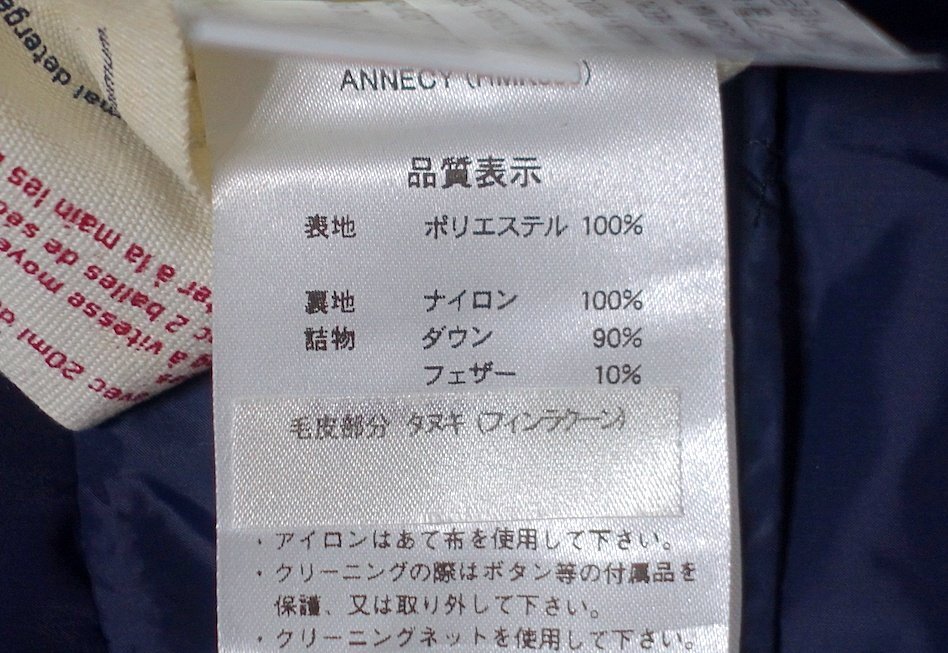 ANNECY
品質表示
表地 ポリエステル 100%
裏地 ナイロン 100%
詰物 ダウン 90%
フェザー 10%
毛皮部分 タヌキ(フィンラクーン)
・アイロンはあて布を使用して下さい。
・クリーニングの際はボタン等の付属品を
保護、又は取り外して下さい。
・クリーニングネットを使用して下さい。
à la main les
2 balles de
à vitesse
20ml